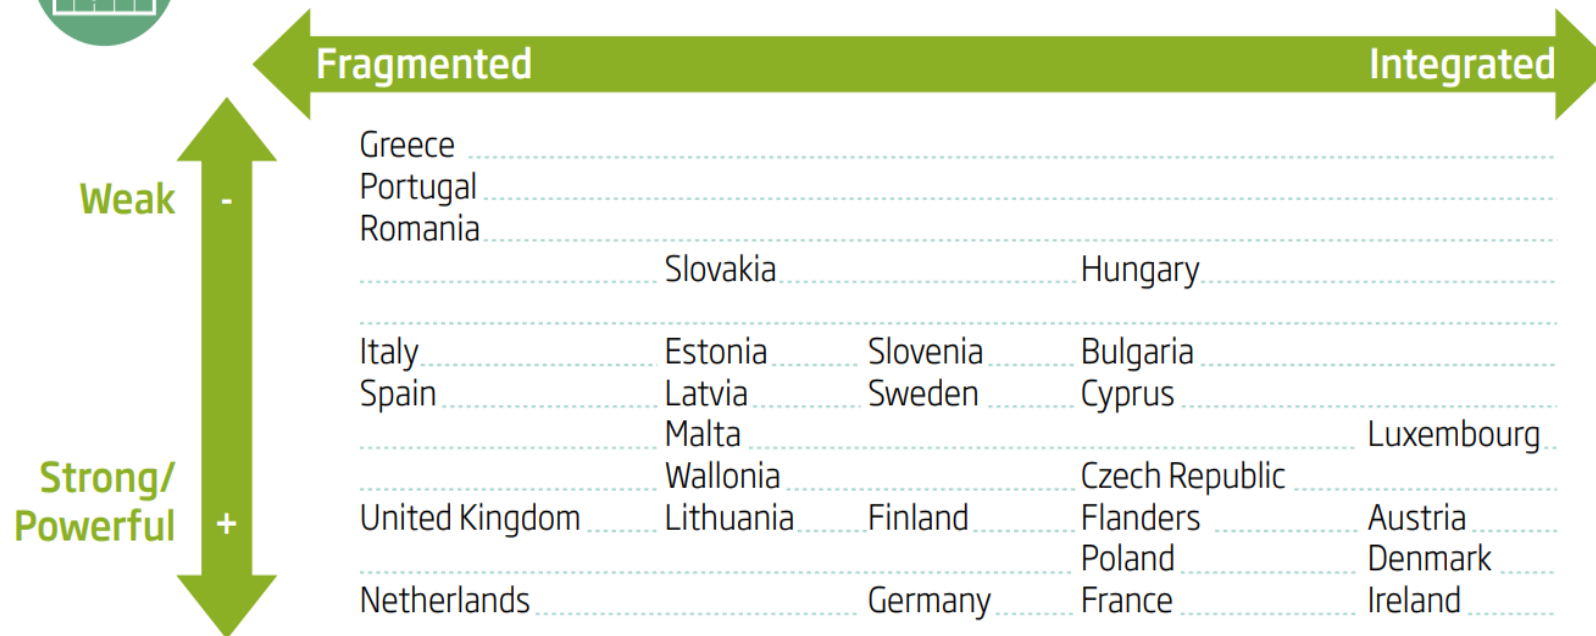 Fragmented Integrated
Greece
Weak - Portugal
Romania
Slovakia Hungary
Italy Estonia Slovenia Bulgaria
Spain Latvia Sweden Cyprus
Malta Luxembourg
Strong/ Wallonia Czech Republic
Powerful + United Kingdom Lithuania Finland Flanders Austria
Poland Denmark
Netherlands Germany France Ireland